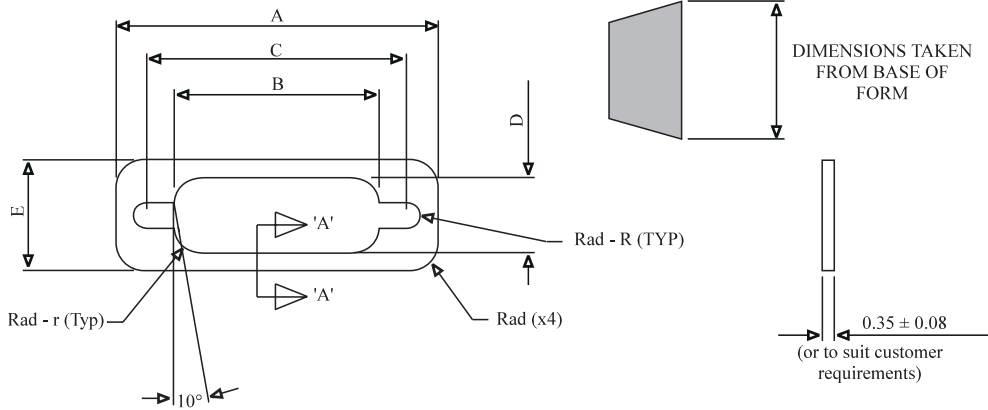 A
C
B
D
E
DIMENSIONS TAKEN
FROM BASE OF
FORM
'A'
'A'
Rad - R (TYP)
Rad - r (Typ)
Rad (x4)
10°
0.35 ± 0.08
(or to suit customer
requirements)